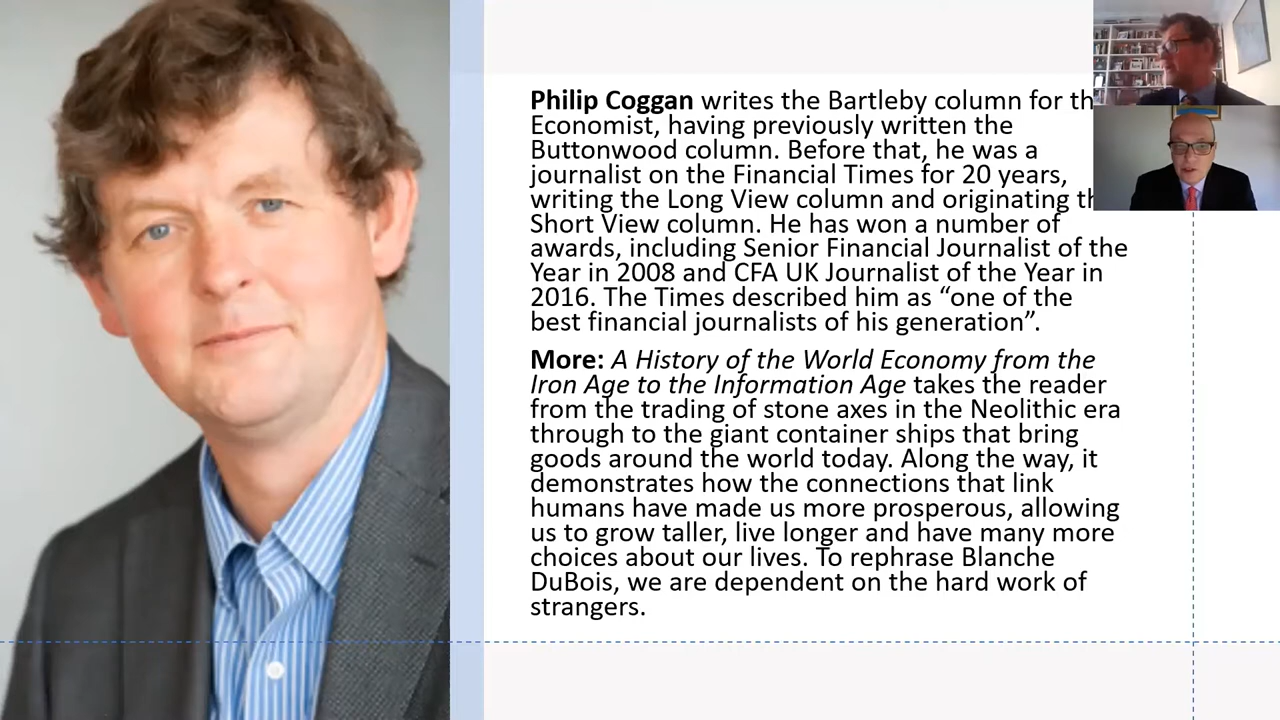 Philip Coggan writes the Bartleby column for th
Economist, having previously written the
Buttonwood column. Before that, he was a
journalist on the Financial Times for 20 years,
writing the Long View column and originating th
Short View column. He has won a number of
awards, including Senior Financial Journalist of the
Year in 2008 and CFA UK Journalist of the Year in
2016. The Times described him as “one of the
best financial journalists of his generation”.
More: A History of the World Economy from the
Iron Age to the Information Age takes the reader
from the trading of stone axes in the Neolithic era
through to the giant container ships that bring
goods around the world today. Along the way, it
demonstrates how the connections that link
humans have made us more prosperous, allowing
us to grow taller, live longer and have many more
choices about our lives. To rephrase Blanche
DuBois, we are dependent on the hard work of
strangers.